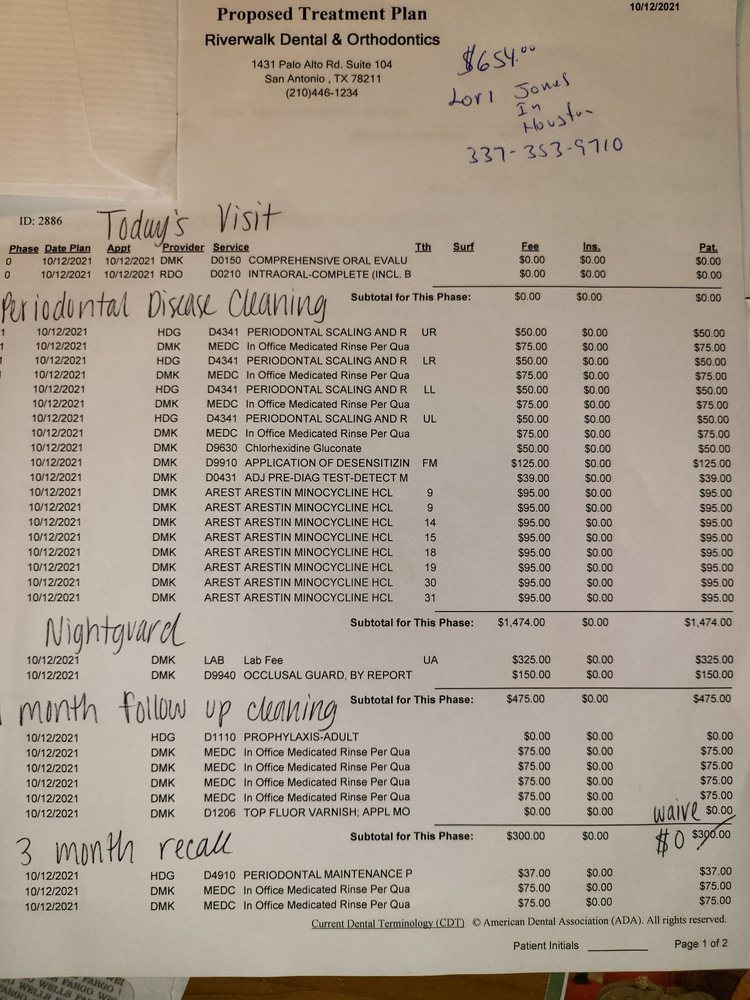 Proposed Treatment Plan
10/12/2021
Riverwalk Dental & Orthodontics
1431 Palo Alto Rd. Suite 104
San Antonio , TX 78211
(210)446-1234
$654.00
Lori Jones
In
Houston
337-353-9710
ID: 2886
Today's Visit
Phase Date Plan Appt Provider Service Tth Surf Fee Ins. Pat.
0 10/12/2021 10/12/2021 DMK D0150 COMPREHENSIVE ORAL EVALU $0.00 $0.00 $0.00
0 10/12/2021 10/12/2021 RDO D0210 INTRAORAL-COMPLETE (INCL. B $0.00 $0.00 $0.00
Subtotal for This Phase: $0.00 $0.00 $0.00
Periodontal Disease Cleaning
1 10/12/2021 HDG D4341 PERIODONTAL SCALING AND R UR $50.00 $0.00 $50.00
10/12/2021 DMK MEDC In Office Medicated Rinse Per Qua $75.00 $0.00 $75.00
1 10/12/2021 HDG D4341 PERIODONTAL SCALING AND R LR $50.00 $0.00 $50.00
10/12/2021 DMK MEDC In Office Medicated Rinse Per Qua $75.00 $0.00 $75.00
10/12/2021 HDG D4341 PERIODONTAL SCALING AND R LL $50.00 $0.00 $50.00
10/12/2021 DMK MEDC In Office Medicated Rinse Per Qua $75.00 $0.00 $75.00
10/12/2021 HDG D4341 PERIODONTAL SCALING AND R UL $50.00 $0.00 $50.00
10/12/2021 DMK MEDC In Office Medicated Rinse Per Qua $75.00 $0.00 $75.00
10/12/2021 DMK D9630 Chlorhexidine Gluconate $50.00 $0.00 $50.00
10/12/2021 DMK D9910 APPLICATION OF DESENSITIZIN FM $125.00 $0.00 $125.00
10/12/2021 DMK D0431 ADJ PRE-DIAG TEST-DETECT M $39.00 $0.00 $39.00
10/12/2021 DMK AREST ARESTIN MINOCYCLINE HCL 9 $95.00 $0.00 $95.00
10/12/2021 DMK AREST ARESTIN MINOCYCLINE HCL 9 $95.00 $0.00 $95.00
10/12/2021 DMK AREST ARESTIN MINOCYCLINE HCL 14 $95.00 $0.00 $95.00
10/12/2021 DMK AREST ARESTIN MINOCYCLINE HCL 15 $95.00 $0.00 $95.00
10/12/2021 DMK AREST ARESTIN MINOCYCLINE HCL 18 $95.00 $0.00 $95.00
10/12/2021 DMK AREST ARESTIN MINOCYCLINE HCL 19 $95.00 $0.00 $95.00
10/12/2021 DMK AREST ARESTIN MINOCYCLINE HCL 30 $95.00 $0.00 $95.00
10/12/2021 DMK AREST ARESTIN MINOCYCLINE HCL 31 $95.00 $0.00 $95.00
Subtotal for This Phase: $1,474.00 $0.00 $1,474.00
Nightguard
10/12/2021 DMK LAB Lab Fee UA $325.00 $0.00 $325.00
10/12/2021 DMK D9940 OCCLUSAL GUARD, BY REPORT $150.00 $0.00 $150.00
Subtotal for This Phase: $475.00 $0.00 $475.00
1 month follow up cleaning
10/12/2021 HDG D1110 PROPHYLAXIS-ADULT $0.00 $0.00 $0.00
10/12/2021 DMK MEDC In Office Medicated Rinse Per Qua $75.00 $0.00 $75.00
10/12/2021 DMK MEDC In Office Medicated Rinse Per Qua $75.00 $0.00 $75.00
10/12/2021 DMK MEDC In Office Medicated Rinse Per Qua $75.00 $0.00 $75.00
10/12/2021 DMK MEDC In Office Medicated Rinse Per Qua $75.00 $0.00 $75.00
10/12/2021 DMK D1206 TOP FLUOR VARNISH; APPL MO $0.00 $0.00 waive $0.00
Subtotal for This Phase: $300.00 $0.00 $0 $300.00
3 month recall
10/12/2021 HDG D4910 PERIODONTAL MAINTENANCE P $37.00 $0.00 $37.00
10/12/2021 DMK MEDC In Office Medicated Rinse Per Qua $75.00 $0.00 $75.00
10/12/2021 DMK MEDC In Office Medicated Rinse Per Qua $75.00 $0.00 $75.00
Current Dental Terminology (CDT) © American Dental Association (ADA). All rights reserved.
Patient Initials Page 1 of 2
WELLS FARGO